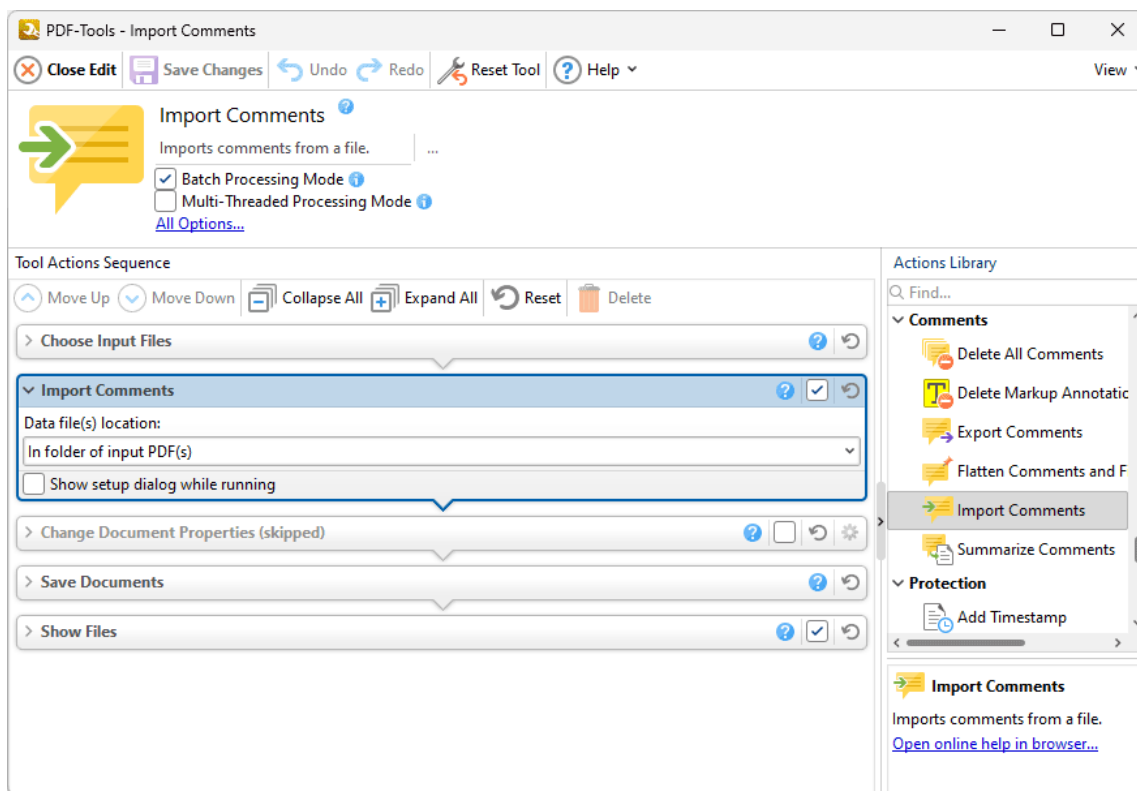 PDF-Tools - Import Comments
Close Edit Save Changes Undo Redo Reset Tool Help View
Import Comments
Imports comments from a file. ...
Batch Processing Mode
Multi-Threaded Processing Mode
All Options...
Tool Actions Sequence
Move Up Move Down Collapse All Expand All Reset Delete
Choose Input Files
Import Comments
Data file(s) location:
In folder of input PDF(s)
Show setup dialog while running
Change Document Properties (skipped)
Save Documents
Show Files
Actions Library
Find...
Comments
Delete All Comments
Delete Markup Annotatic
Export Comments
Flatten Comments and F
Import Comments
Summarize Comments
Protection
Add Timestamp
Import Comments
Imports comments from a file.
Open online help in browser...